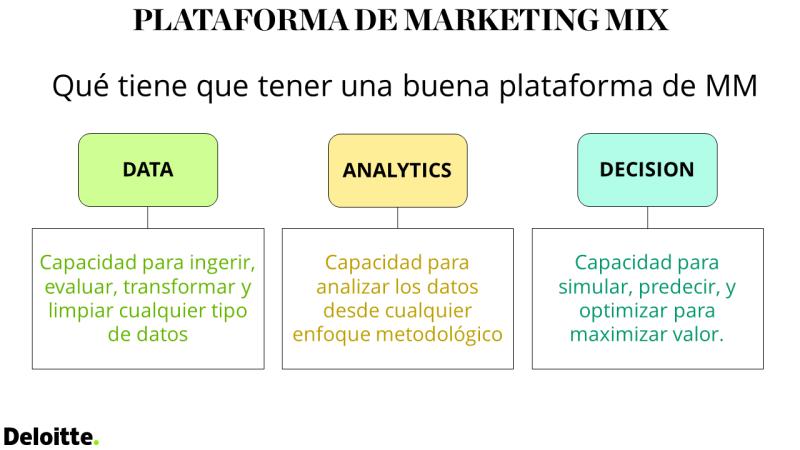 PLATAFORMA DE MARKETING MIX
Qué tiene que tener una buena plataforma de MM
DATA
ANALYTICS
DECISION
Capacidad para ingerir,
evaluar, transformar y
limpiar cualquier tipo
de datos
Capacidad para
analizar los datos
desde cualquier
enfoque metodológico
Capacidad para
simular, predecir, y
optimizar para
maximizar valor.
Deloitte.